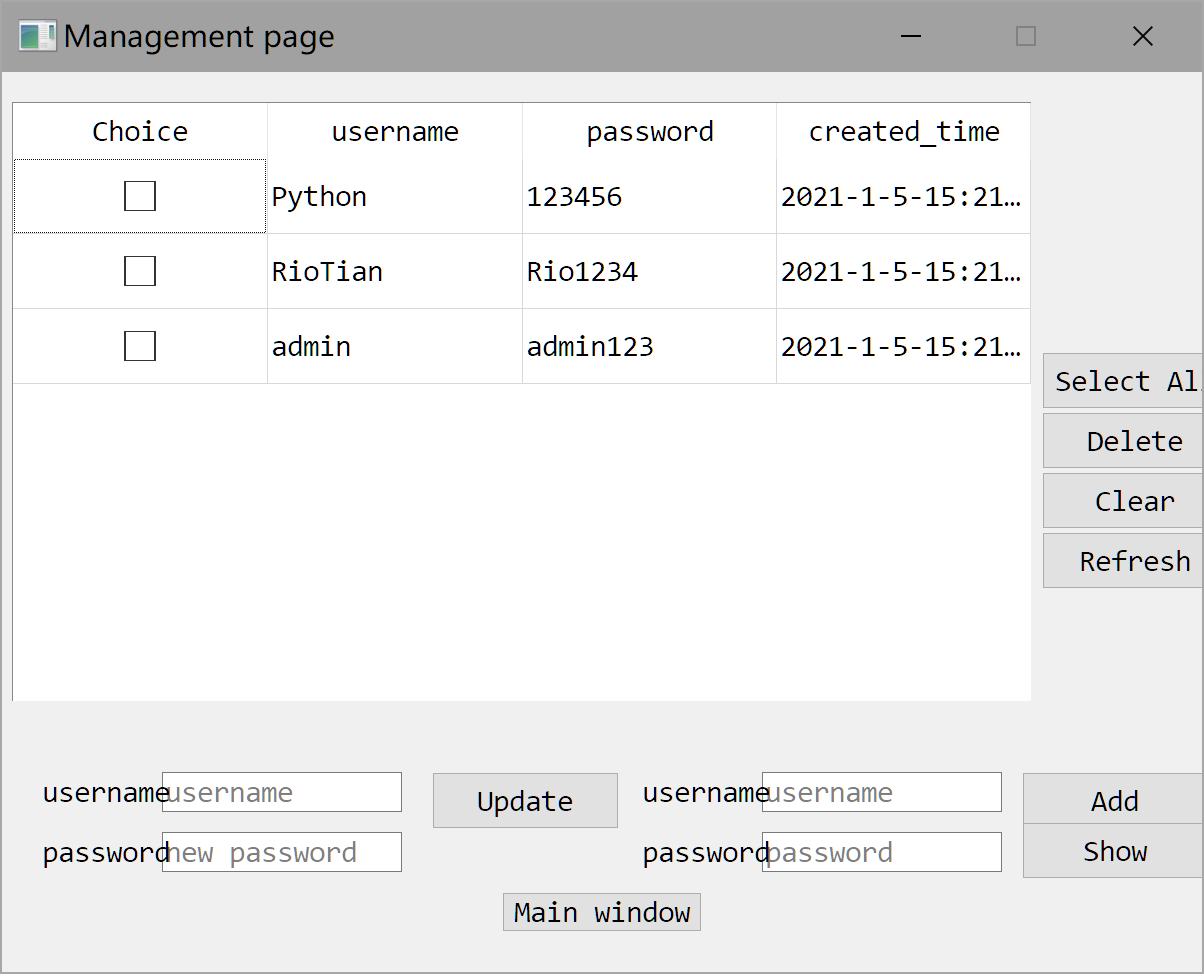 Management page
Choice username password created_time
Python 123456 2021-1-5-15:21…
RioTian Rio1234 2021-1-5-15:21…
admin admin123 2021-1-5-15:21…
Select Al
Delete
Clear
Refresh
username username Update username username Add
password new password password password Show
Main window